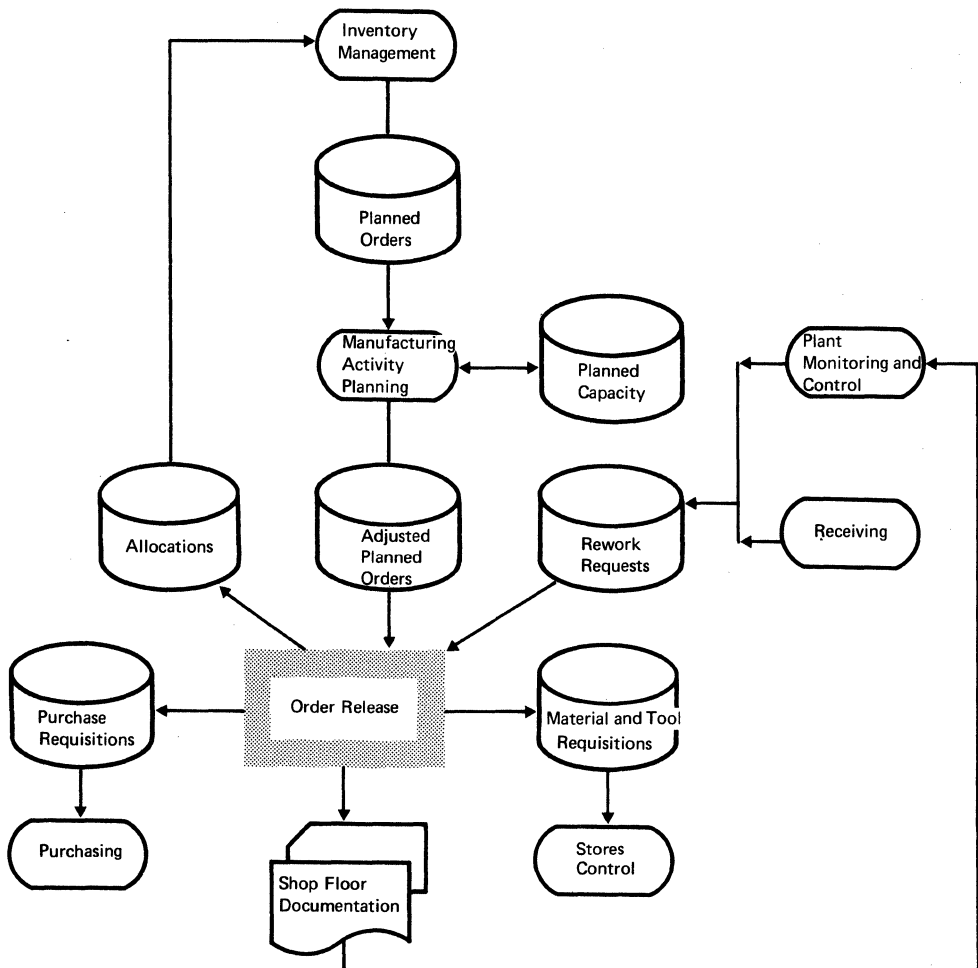 Inventory
Management
Planned
Orders
Manufacturing
Activity
Planning
Planned
Capacity
Plant
Monitoring and
Control
Allocations
Adjusted
Planned
Orders
Rework
Requests
Receiving
Purchase
Requisitions
Order Release
Material and Tool
Requisitions
Purchasing
Shop Floor
Documentation
Stores
Control